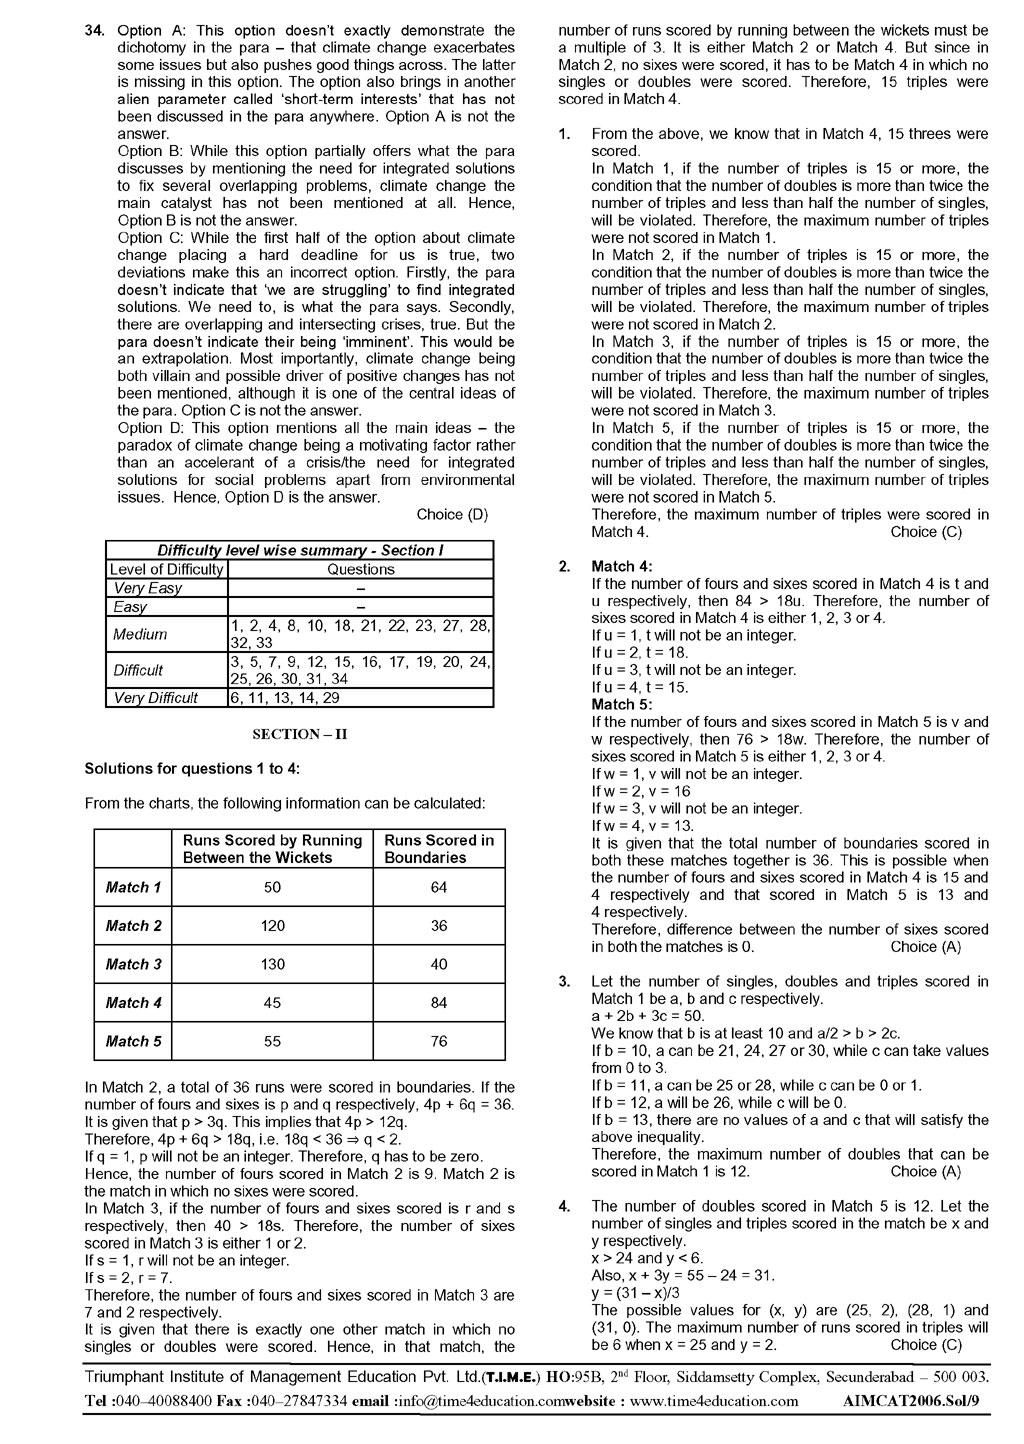 34. Option A: This option doesn't exactly demonstrate the
dichotomy in the para – that climate change exacerbates
some issues but also pushes good things across. The latter
is missing in this option. The option also brings in another
alien parameter called 'short-term interests' that has not
been discussed in the para anywhere. Option A is not the
answer.
Option B: While this option partially offers what the para
discusses by mentioning the need for integrated solutions
to fix several overlapping problems, climate change the
main catalyst has not been mentioned at all. Hence,
Option B is not the answer.
Option C: While the first half of the option about climate
change placing a hard deadline for us is true, two
deviations make this an incorrect option. Firstly, the para
doesn't indicate that 'we are struggling' to find integrated
solutions. We need to, is what the para says. Secondly,
there are overlapping and intersecting crises, true. But the
para doesn't indicate their being 'imminent'. This would be
an extrapolation. Most importantly, climate change being
both villain and possible driver of positive changes has not
been mentioned, although it is one of the central ideas of
the para. Option C is not the answer.
Option D: This option mentions all the main ideas – the
paradox of climate change being a motivating factor rather
than an accelerant of a crisis/the need for integrated
solutions for social problems apart from environmental
issues. Hence, Option D is the answer.
Choice (D)
Difficulty level wise summary - Section I
Level of Difficulty Questions
Very Easy –
Easy –
Medium 1, 2, 4, 8, 10, 18, 21, 22, 23, 27, 28,
32, 33
Difficult 3, 5, 7, 9, 12, 15, 16, 17, 19, 20, 24,
25, 26, 30, 31, 34
Very Difficult 6, 11, 13, 14, 29
SECTION – II
Solutions for questions 1 to 4:
From the charts, the following information can be calculated:
Runs Scored by Running Between the Wickets Runs Scored in Boundaries
Match 1 50 64
Match 2 120 36
Match 3 130 40
Match 4 45 84
Match 5 55 76
In Match 2, a total of 36 runs were scored in boundaries. If the
number of fours and sixes is p and q respectively, 4p + 6q = 36.
It is given that p > 3q. This implies that 4p > 12q.
Therefore, 4p + 6q > 18q, i.e. 18q < 36 ⇒ q < 2.
If q = 1, p will not be an integer. Therefore, q has to be zero.
Hence, the number of fours scored in Match 2 is 9. Match 2 is
the match in which no sixes were scored.
In Match 3, if the number of fours and sixes scored is r and s
respectively, then 40 > 18s. Therefore, the number of sixes
scored in Match 3 is either 1 or 2.
If s = 1, r will not be an integer.
If s = 2, r = 7.
Therefore, the number of fours and sixes scored in Match 3 are
7 and 2 respectively.
It is given that there is exactly one other match in which no
singles or doubles were scored. Hence, in that match, the
number of runs scored by running between the wickets must be
a multiple of 3. It is either Match 2 or Match 4. But since in
Match 2, no sixes were scored, it has to be Match 4 in which no
singles or doubles were scored. Therefore, 15 triples were
scored in Match 4.
1. From the above, we know that in Match 4, 15 threes were
scored.
In Match 1, if the number of triples is 15 or more, the
condition that the number of doubles is more than twice the
number of triples and less than half the number of singles,
will be violated. Therefore, the maximum number of triples
were not scored in Match 1.
In Match 2, if the number of triples is 15 or more, the
condition that the number of doubles is more than twice the
number of triples and less than half the number of singles,
will be violated. Therefore, the maximum number of triples
were not scored in Match 2.
In Match 3, if the number of triples is 15 or more, the
condition that the number of doubles is more than twice the
number of triples and less than half the number of singles,
will be violated. Therefore, the maximum number of triples
were not scored in Match 3.
In Match 5, if the number of triples is 15 or more, the
condition that the number of doubles is more than twice the
number of triples and less than half the number of singles,
will be violated. Therefore, the maximum number of triples
were not scored in Match 5.
Therefore, the maximum number of triples were scored in
Match 4. Choice (C)
2. Match 4:
If the number of fours and sixes scored in Match 4 is t and
u respectively, then 84 > 18u. Therefore, the number of
sixes scored in Match 4 is either 1, 2, 3 or 4.
If u = 1, t will not be an integer.
If u = 2, t = 18.
If u = 3, t will not be an integer.
If u = 4, t = 15.
Match 5:
If the number of fours and sixes scored in Match 5 is v and
w respectively, then 76 > 18w. Therefore, the number of
sixes scored in Match 5 is either 1, 2, 3 or 4.
If w = 1, v will not be an integer.
If w = 2, v = 16
If w = 3, v will not be an integer.
If w = 4, v = 13.
It is given that the total number of boundaries scored in
both these matches together is 36. This is possible when
the number of fours and sixes scored in Match 4 is 15 and
4 respectively and that scored in Match 5 is 13 and
4 respectively.
Therefore, difference between the number of sixes scored
in both the matches is 0. Choice (A)
3. Let the number of singles, doubles and triples scored in
Match 1 be a, b and c respectively.
a + 2b + 3c = 50.
We know that b is at least 10 and a/2 > b > 2c.
If b = 10, a can be 21, 24, 27 or 30, while c can take values
from 0 to 3.
If b = 11, a can be 25 or 28, while c can be 0 or 1.
If b = 12, a will be 26, while c will be 0.
If b = 13, there are no values of a and c that will satisfy the
above inequality.
Therefore, the maximum number of doubles that can be
scored in Match 1 is 12. Choice (A)
4. The number of doubles scored in Match 5 is 12. Let the
number of singles and triples scored in the match be x and
y respectively.
x > 24 and y < 6.
Also, x + 3y = 55 – 24 = 31.
y = (31 – x)/3
The possible values for (x, y) are (25, 2), (28, 1) and
(31, 0). The maximum number of runs scored in triples will
be 6 when x = 25 and y = 2. Choice (C)
Triumphant Institute of Management Education Pvt. Ltd.(T.I.M.E.) HO:95B, 2nd Floor, Siddamsetty Complex, Secunderabad – 500 003.
Tel :040–40088400 Fax :040–27847334 email :info@time4education.comwebsite : www.time4education.com AIMCAT2006.Sol/9